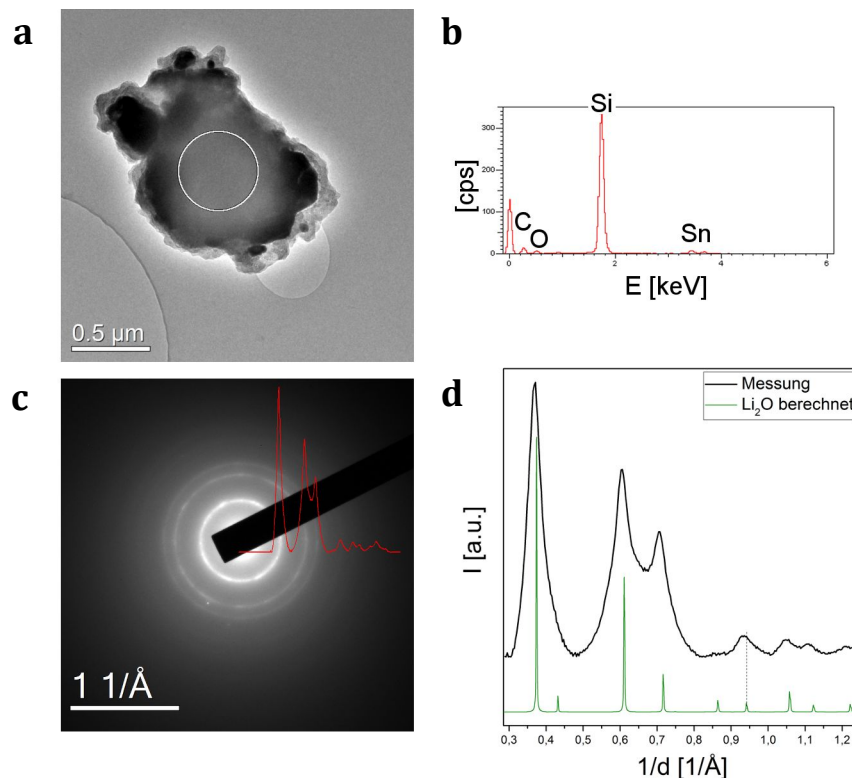 a
0.5 µm
b
Si
300
200
100
0
[cps]
C
O
Sn
0
2
4
6
E [keV]
c
1 1/Å
d
Messung
Li₂O berechnet
I [a.u.]
0,3 0,4 0,5 0,6 0,7 0,8 0,9 1,0 1,1 1,2
1/d [1/Å]